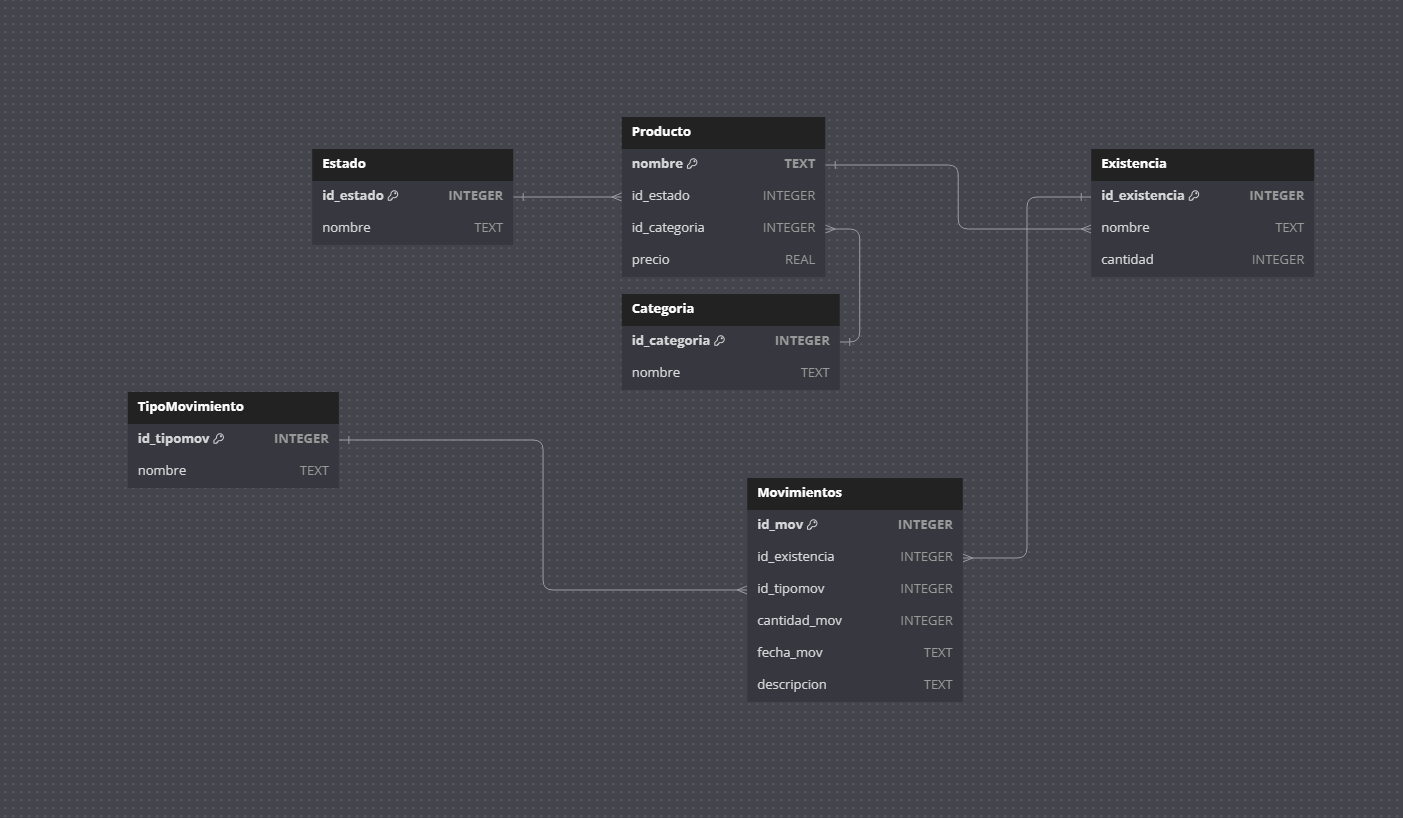 Estado
id_estado INTEGER
nombre TEXT
Producto
nombre TEXT
id_estado INTEGER
id_categoria INTEGER
precio REAL
Existencia
id_existencia INTEGER
nombre TEXT
cantidad INTEGER
Categoria
id_categoria INTEGER
nombre TEXT
TipoMovimiento
id_tipomov INTEGER
nombre TEXT
Movimientos
id_mov INTEGER
id_existencia INTEGER
id_tipomov INTEGER
cantidad_mov INTEGER
fecha_mov TEXT
descripcion TEXT